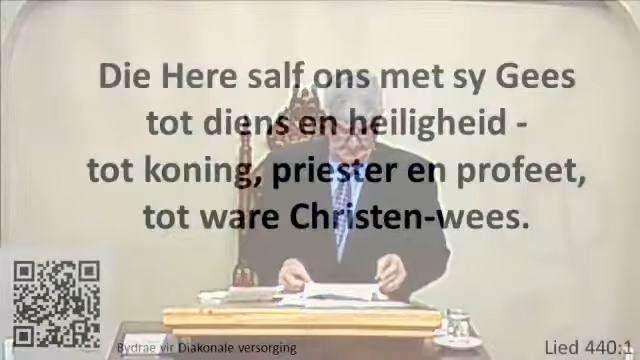 Die Here salf ons met sy Gees
tot diens en heiligheid -
tot koning, priester en profeet,
tot ware Christen-wees.
Bydrae vir Diakonale versorging
Lied 440:1